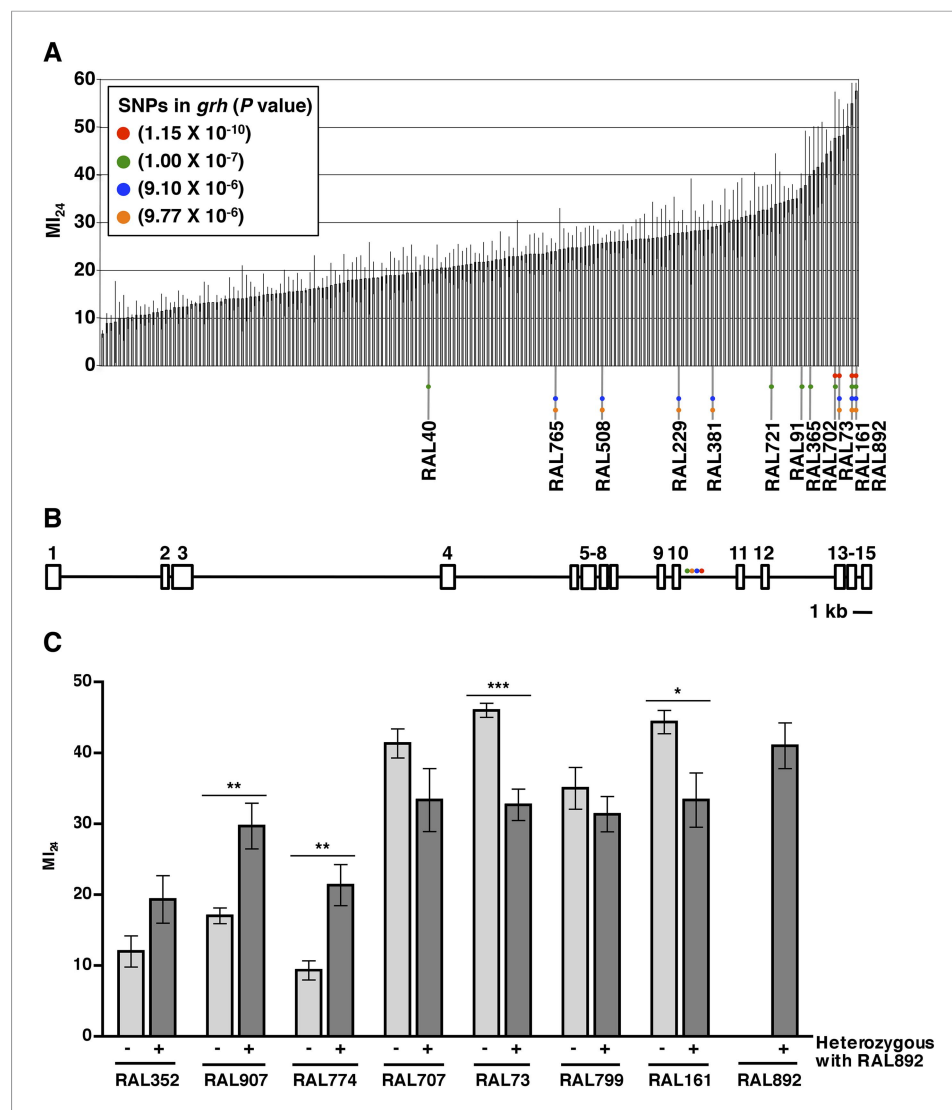 A
60
50
40
30
20
10
0
MI24
SNPs in grh (P value)
(1.15 X 10-10)
(1.00 X 10-7)
(9.10 X 10-6)
(9.77 X 10-6)
RAL40
RAL765
RAL508
RAL229
RAL381
RAL721
RAL91
RAL365
RAL702
RAL73
RAL161
RAL892
B
1 2 3 4 5-8 9 10 11 12 13-15
1 kb
C
50
40
30
20
10
0
MI24
** ** *** *
- + - + - + - + - + - + - + +
Heterozygous
with RAL892
RAL352 RAL907 RAL774 RAL707 RAL73 RAL799 RAL161 RAL892